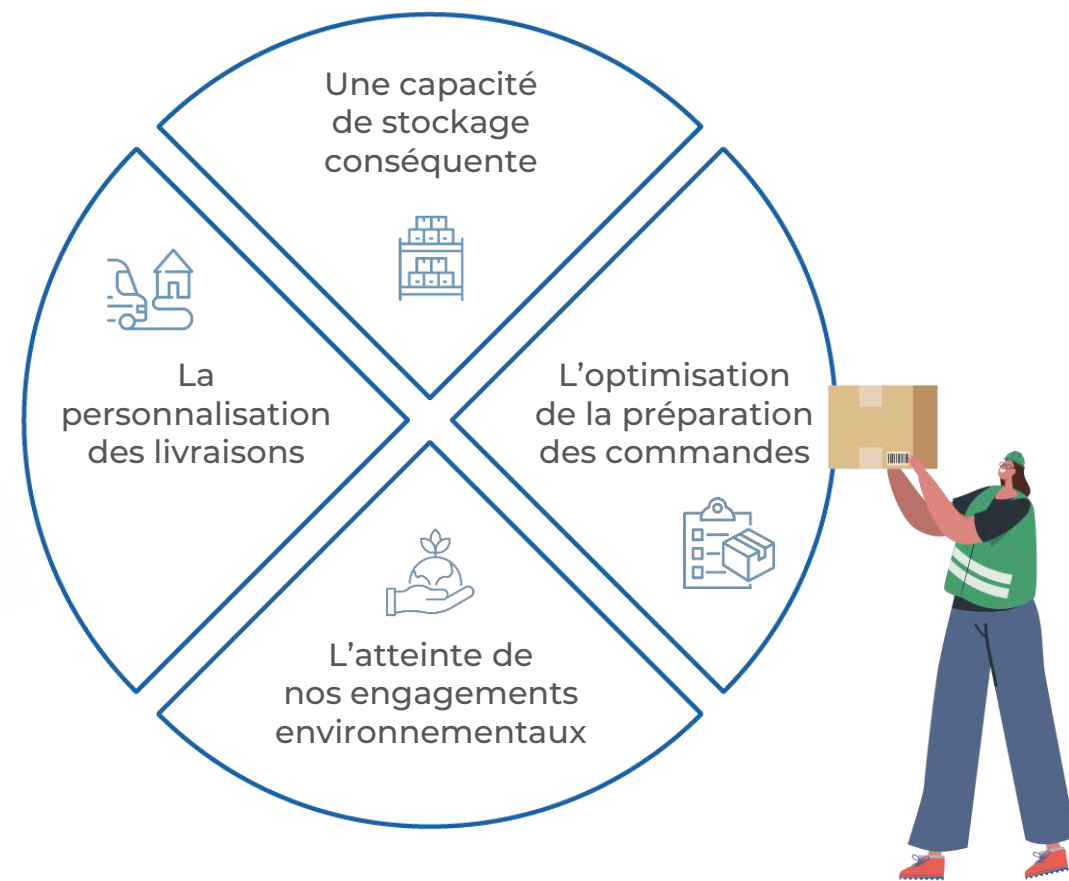 Une capacité
de stockage
conséquente
La
personnalisation
des livraisons
L’optimisation
de la préparation
des commandes
L’atteinte de
nos engagements
environnementaux